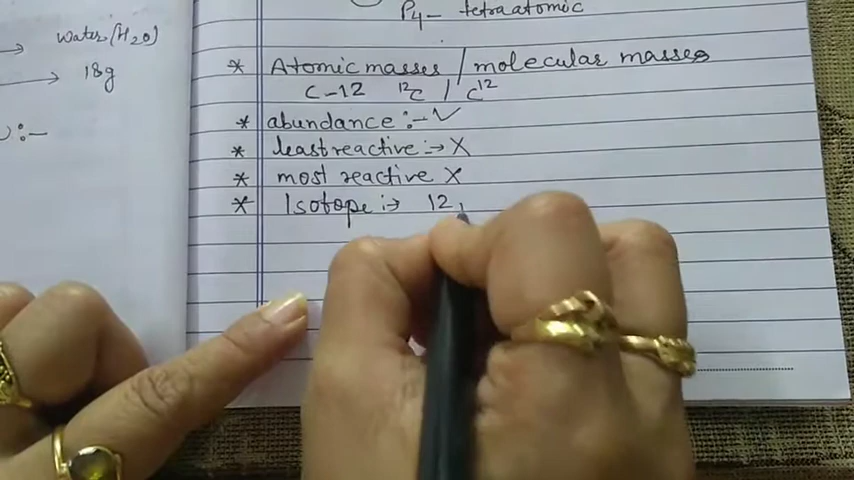 water (H₂O)
18g
P₄- tetraatomic
* Atomic masses / molecular masses
C-12 ¹²C / C¹²
* abundance :- ✓
* least reactive :→ X
* most reactive X
* Isotope :→ 12,